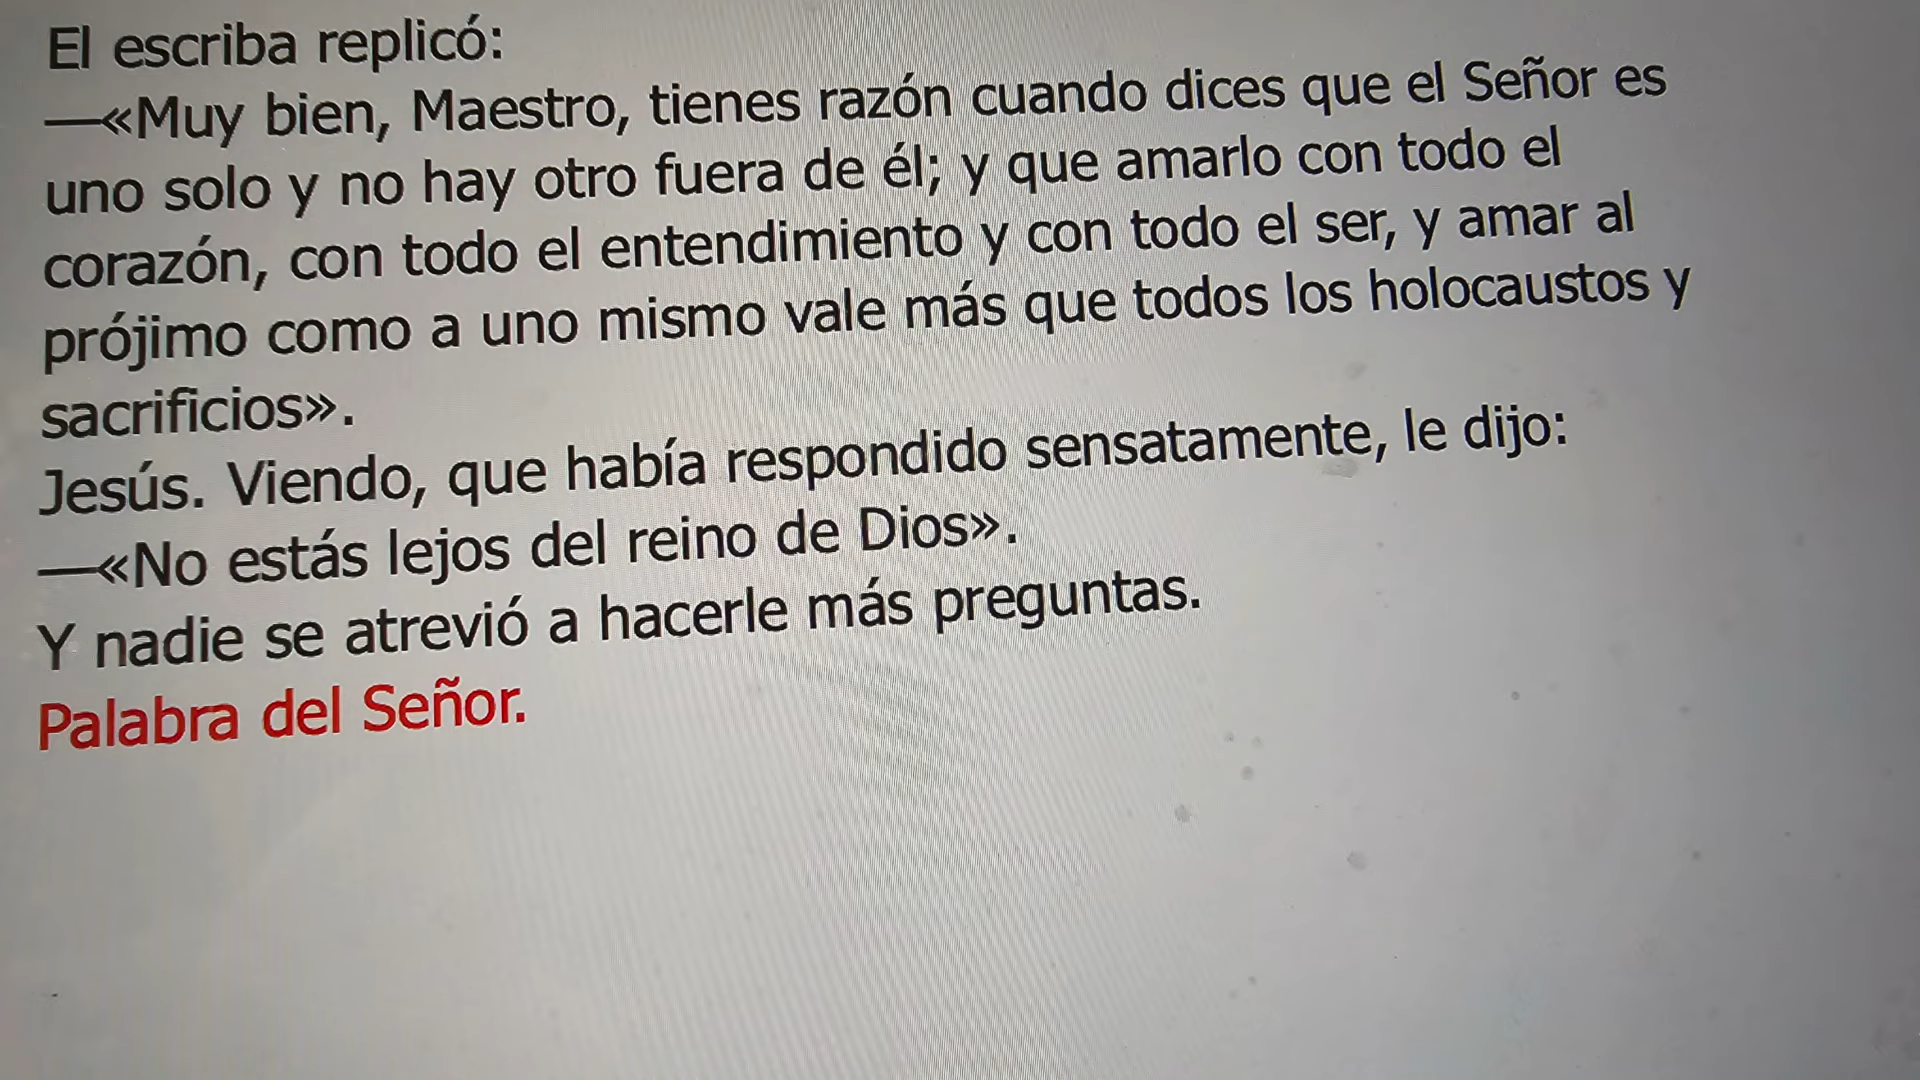 El escriba replicó:
—«Muy bien, Maestro, tienes razón cuando dices que el Señor es
uno solo y no hay otro fuera de él; y que amarlo con todo el
corazón, con todo el entendimiento y con todo el ser, y amar al
prójimo como a uno mismo vale más que todos los holocaustos y
sacrificios».
Jesús. Viendo, que había respondido sensatamente, le dijo:
—«No estás lejos del reino de Dios».
Y nadie se atrevió a hacerle más preguntas.
Palabra del Señor.